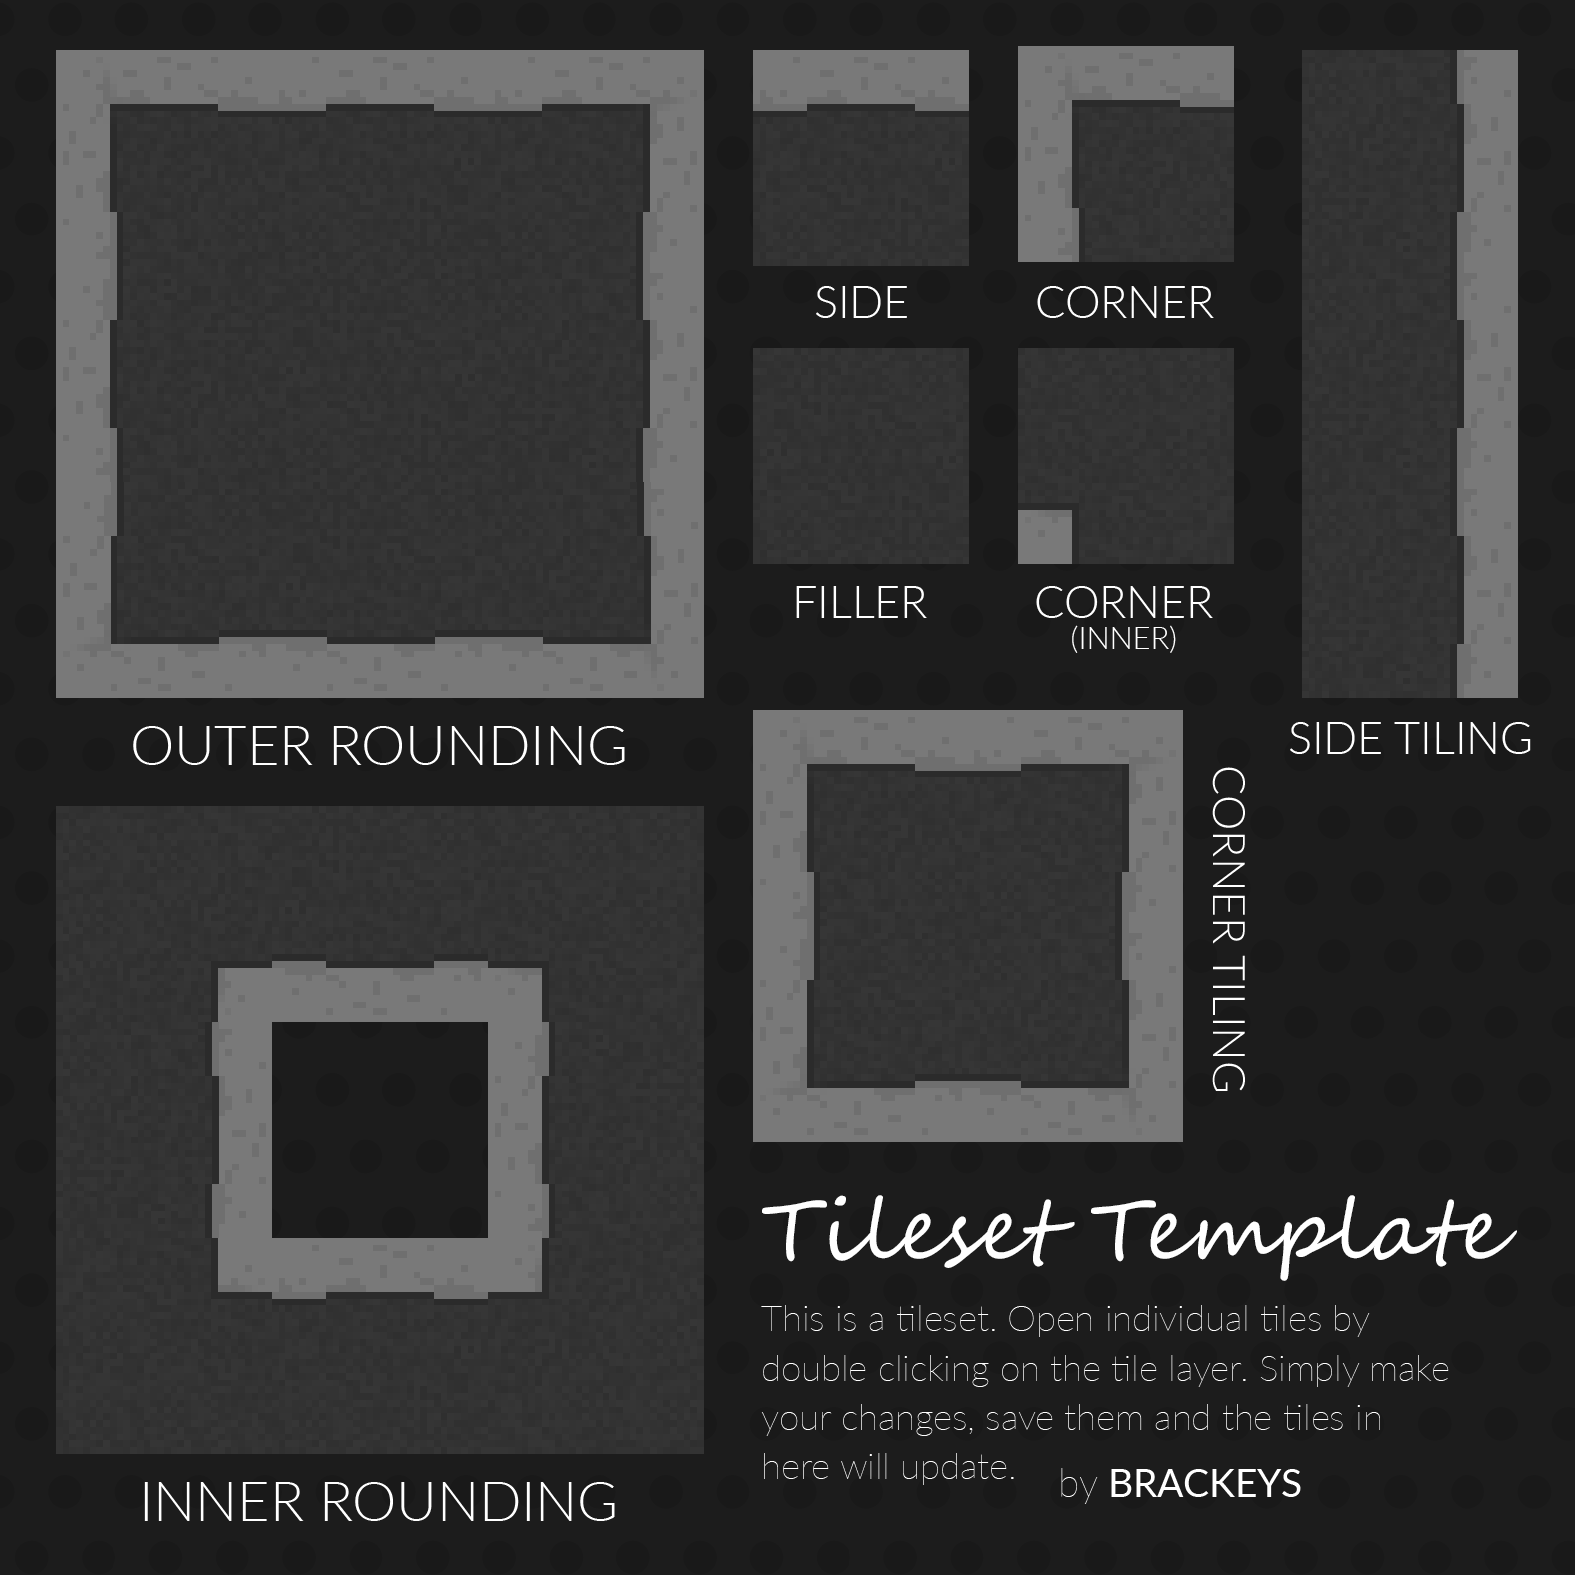 SIDE
CORNER
FILLER
CORNER
(INNER)
OUTER ROUNDING
SIDE TILING
CORNER TILING
INNER ROUNDING
Tileset Template
This is a tileset. Open individual tiles by
double clicking on the tile layer. Simply make
your changes, save them and the tiles in
here will update.
by BRACKEYS